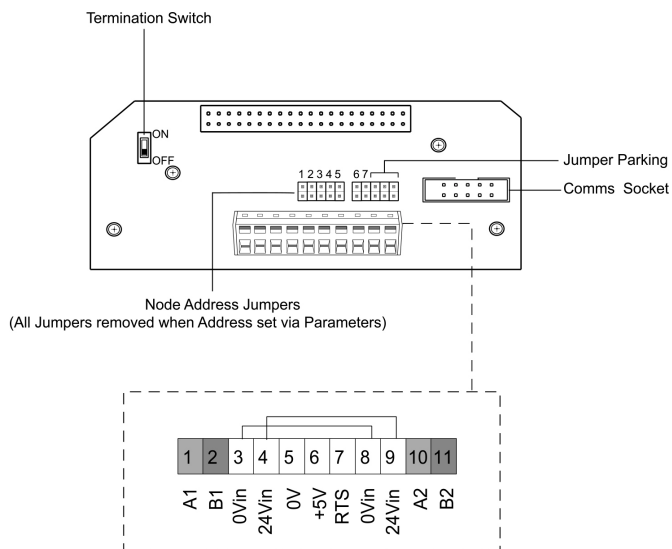 Termination Switch
ON
OFF
1 2 3 4 5 6 7
Jumper Parking
Comms Socket
Node Address Jumpers
(All Jumpers removed when Address set via Parameters)
1 2 3 4 5 6 7 8 9 10 11
A1
B1
0Vin
24Vin
0V
+5V
RTS
0Vin
24Vin
A2
B2